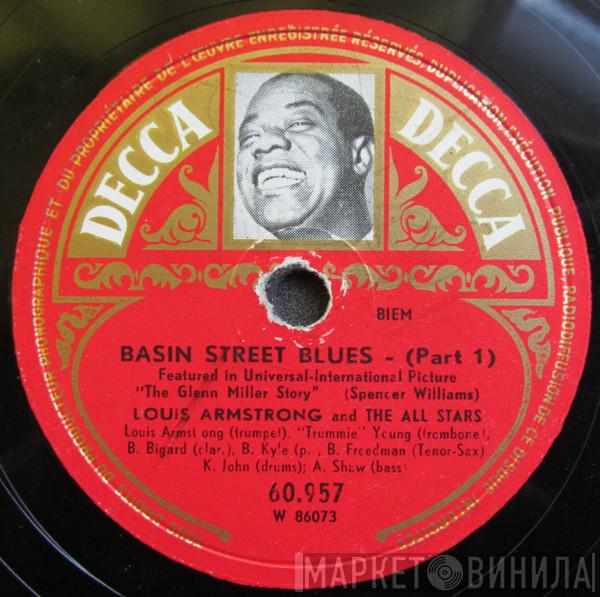 TOUS DROITS DU PRODUCTEUR PHONOGRAPHIQUE ET DU PROPRIÉTAIRE DE L'ŒUVRE ENREGISTRÉE RÉSERVÉS, DUPLICATION, EXÉCUTION PUBLIQUE, RADIODIFFUSION DE CE DISQUE INTERDITES
DECCA DECCA
BIEM
BASIN STREET BLUES - (Part 1)
Featured in Universal-International Picture
"The Glenn Miller Story" (Spencer Williams)
LOUIS ARMSTRONG and THE ALL STARS
Louis Armst ong (trumpet), "Trummie" Young (trombone),
B. Bigard (clar.), B. Kyle (p. , B. Freedman (Tenor-Sax)
K. John (drums); A. Shaw (bass)
60.957
W 86073
МАРКЕТ ВИНИЛА